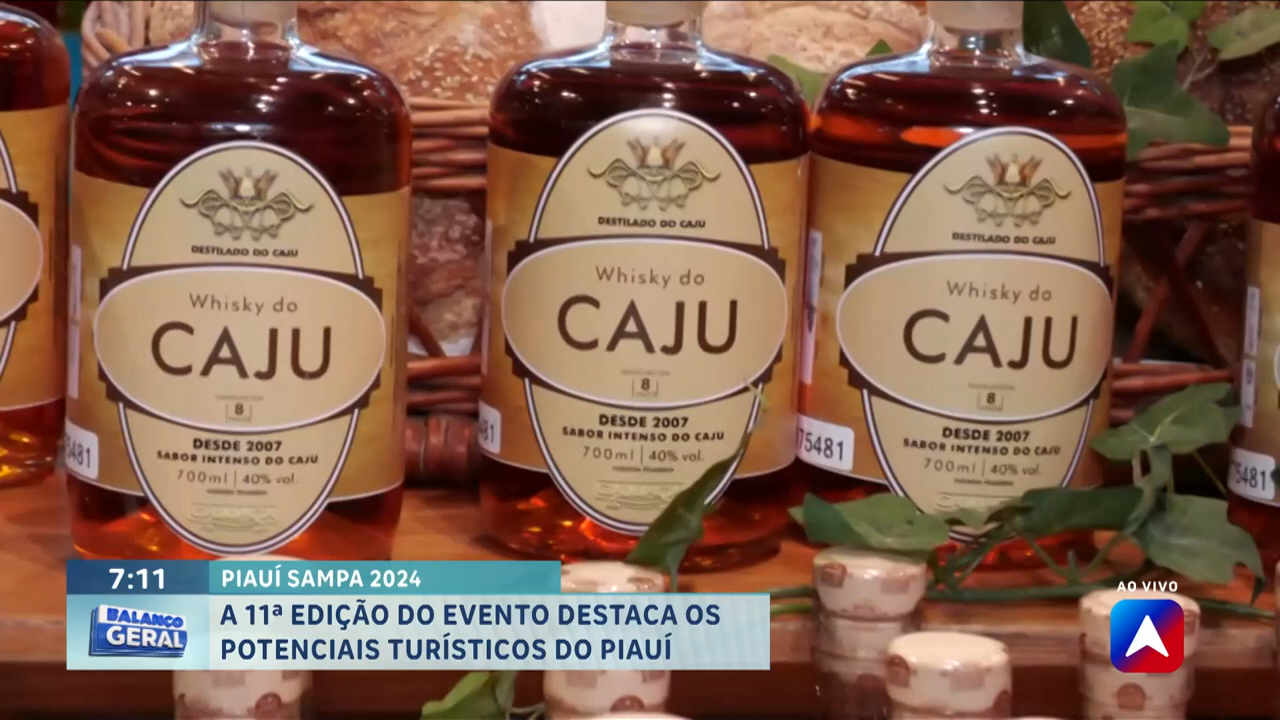 DESTILADO DO CAJU
Whisky do
CAJU
8
DESDE 2007
SABOR INTENSO DO CAJU
700ml | 40% vol.
75481
DESTILADO DO CAJU
Whisky do
CAJU
8
DESDE 2007
SABOR INTENSO DO CAJU
700ml | 40% vol.
481
DESTILADO DO CAJU
Whisky do
CAJU
8
DESDE 2007
SABOR INTENSO DO CAJU
700ml | 40% vol.
75481
75481
7:11
PIAUÍ SAMPA 2024
BALANÇO
GERAL
A 11ª EDIÇÃO DO EVENTO DESTACA OS
POTENCIAIS TURÍSTICOS DO PIAUÍ
AO VIVO